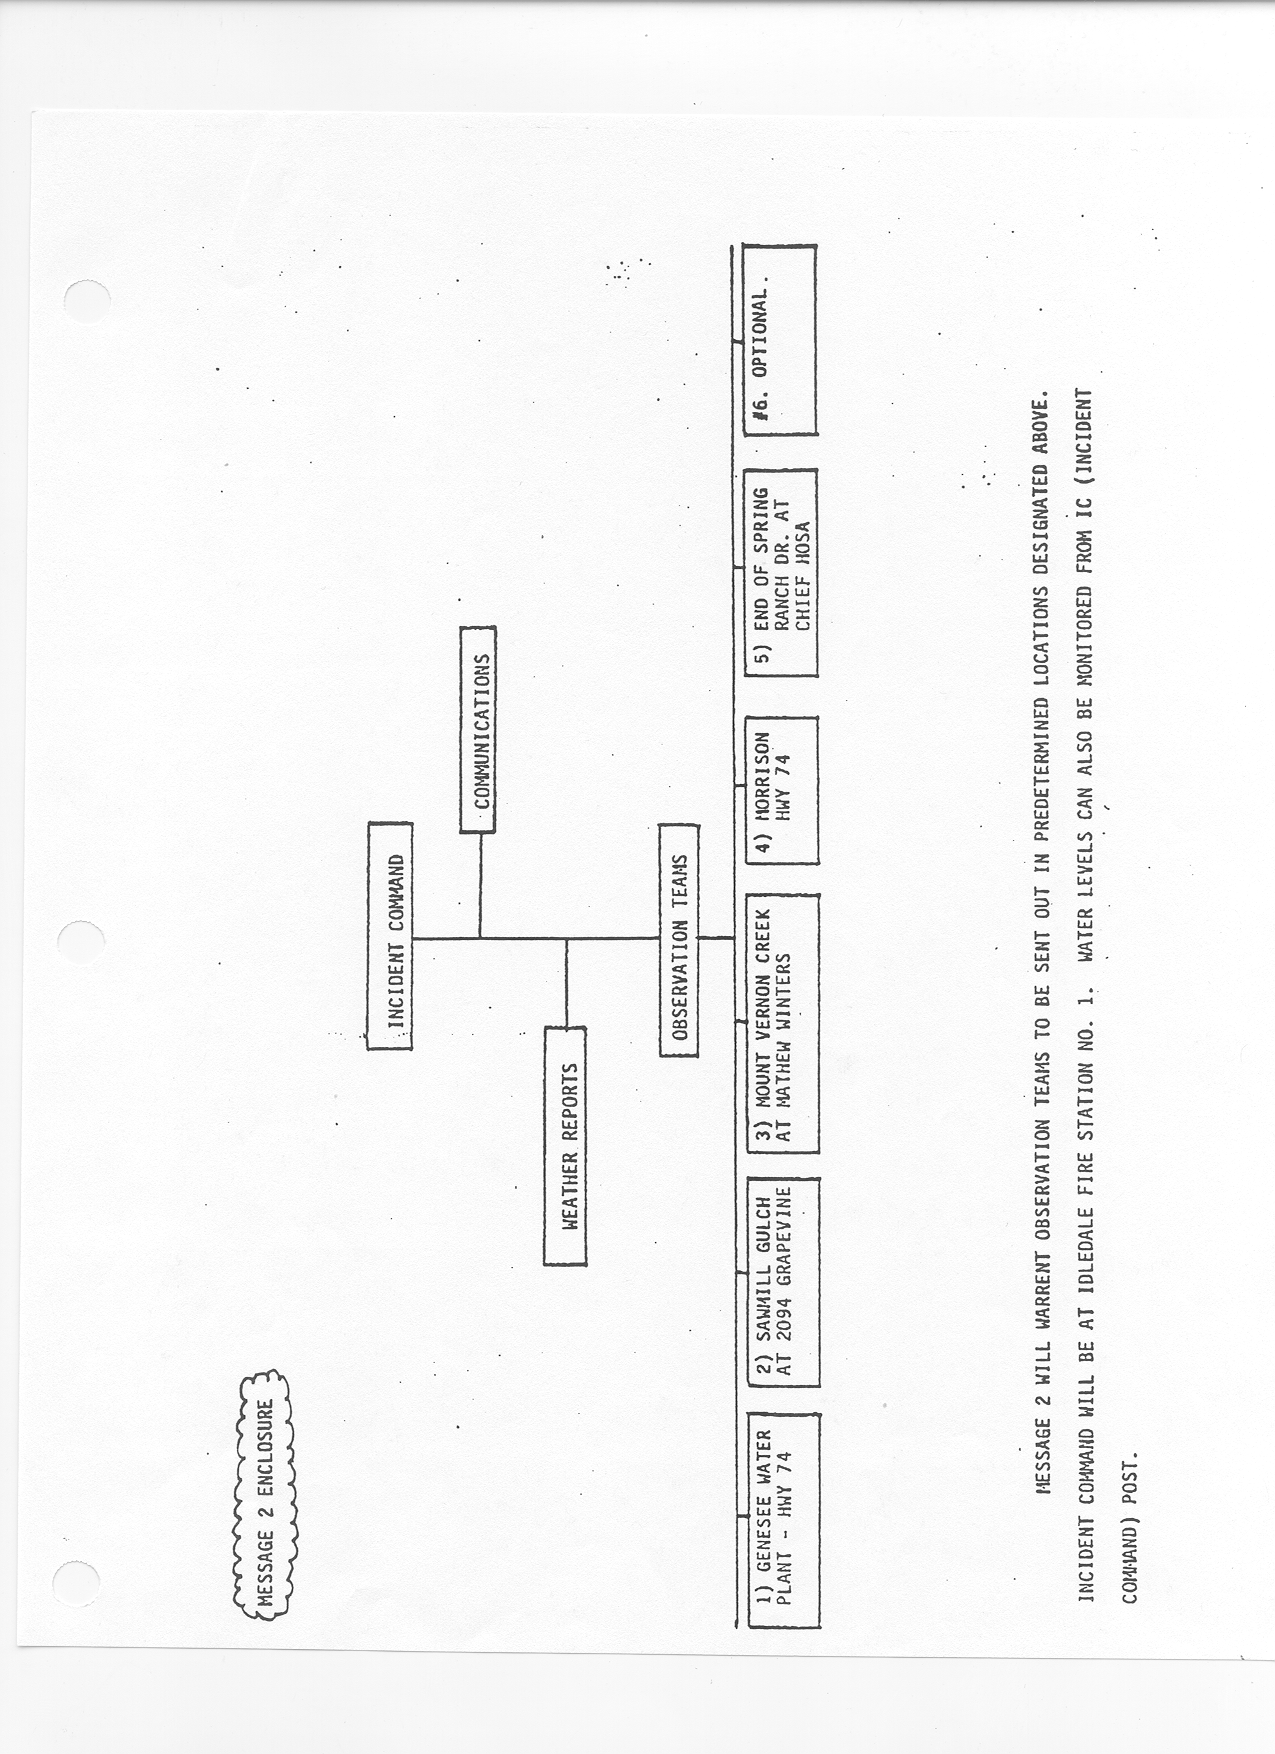 MESSAGE 2 ENCLOSURE
INCIDENT COMMAND
COMMUNICATIONS
WEATHER REPORTS
OBSERVATION TEAMS
1) GENESEE WATER
PLANT - HWY 74
2) SAWMILL GULCH
AT 2094 GRAPEVINE
3) MOUNT VERNON CREEK
AT MATHEW WINTERS
4) MORRISON
HWY 74
5) END OF SPRING
RANCH DR. AT
CHIEF HOSA
#6. OPTIONAL.
MESSAGE 2 WILL WARRENT OBSERVATION TEAMS TO BE SENT OUT IN PREDETERMINED LOCATIONS DESIGNATED ABOVE.
INCIDENT COMMAND WILL BE AT IDLEDALE FIRE STATION NO. 1. WATER LEVELS CAN ALSO BE MONITORED FROM IC (INCIDENT
COMMAND) POST.